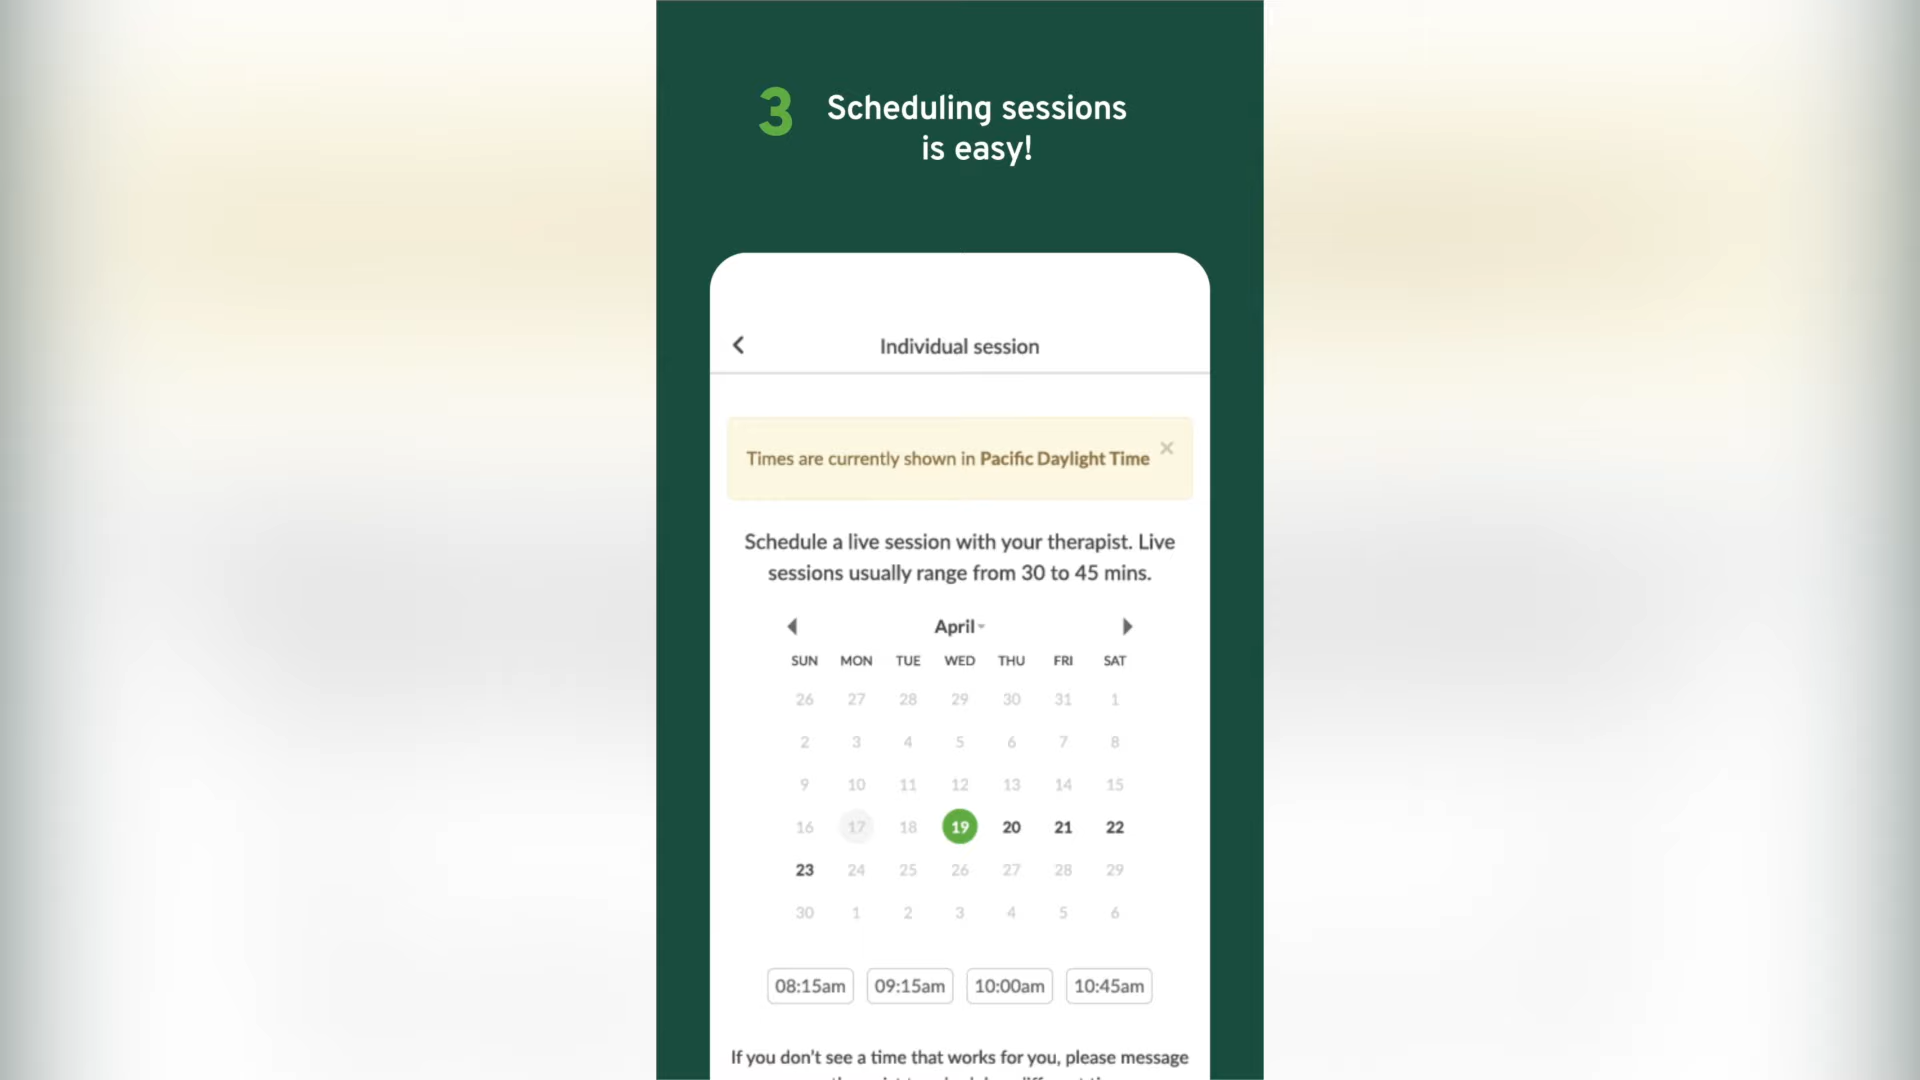 3 Scheduling sessions
is easy!
Individual session
Times are currently shown in Pacific Daylight Time ×
Schedule a live session with your therapist. Live
sessions usually range from 30 to 45 mins.
April
SUN MON TUE WED THU FRI SAT
26 27 28 29 30 31 1
2 3 4 5 6 7 8
9 10 11 12 13 14 15
16 17 18 19 20 21 22
23 24 25 26 27 28 29
30 1 2 3 4 5 6
08:15am 09:15am 10:00am 10:45am
If you don't see a time that works for you, please message